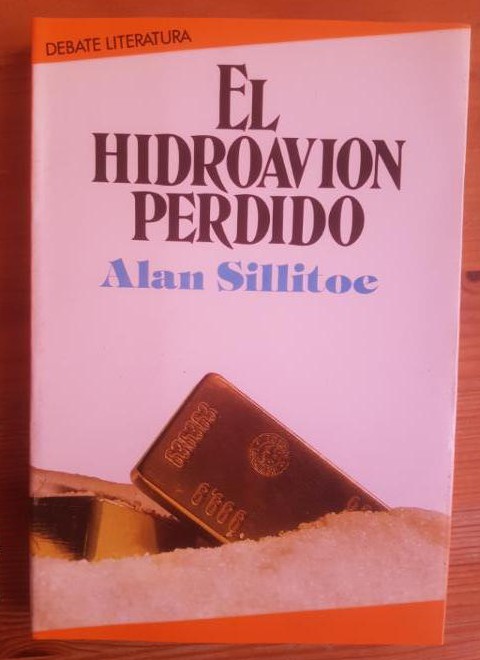 DEBATE LITERATURA
EL
HIDROAVION
PERDIDO
Alan Sillitoe